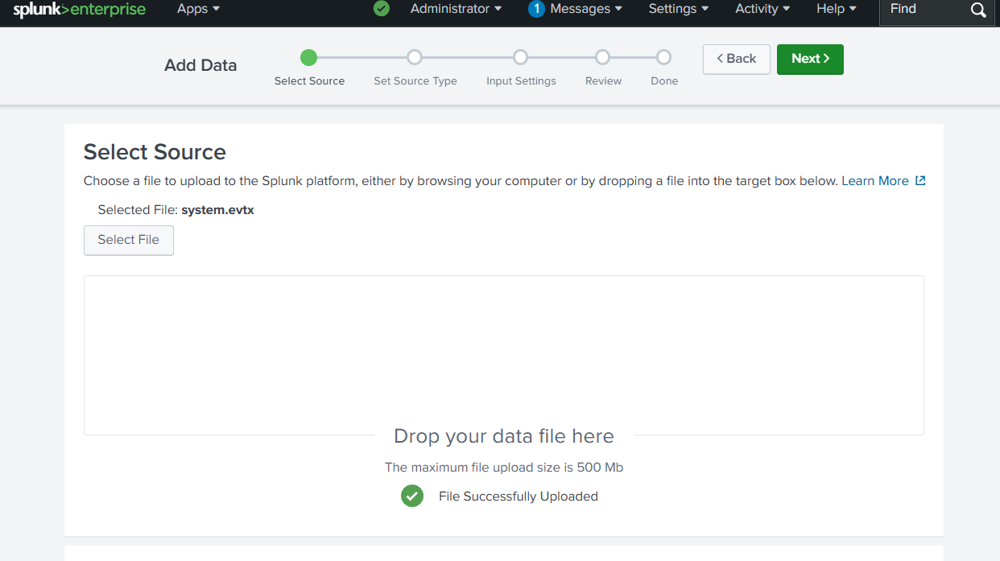 splunk>enterprise Apps Administrator 1 Messages Settings Activity Help Find
Add Data
Select Source Set Source Type Input Settings Review Done
< Back Next >
Select Source
Choose a file to upload to the Splunk platform, either by browsing your computer or by dropping a file into the target box below. Learn More
Selected File: system.evtx
Select File
Drop your data file here
The maximum file upload size is 500 Mb
File Successfully Uploaded